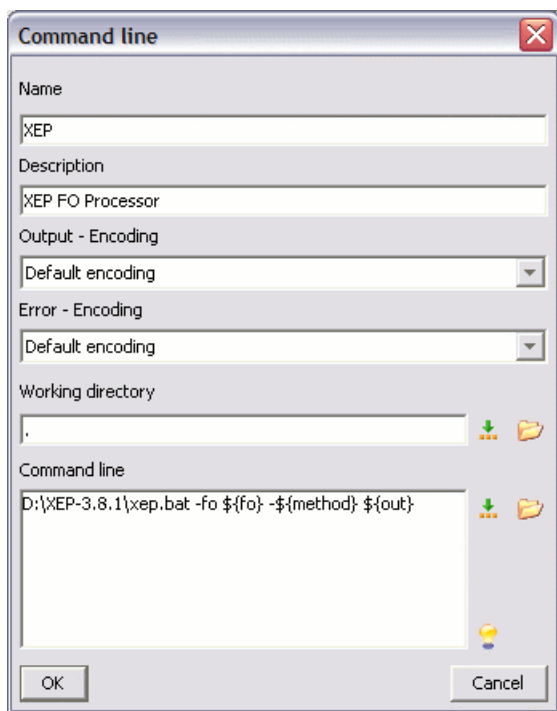 Command line
Name
XEP
Description
XEP FO Processor
Output - Encoding
Default encoding
Error - Encoding
Default encoding
Working directory
.
Command line
D:\XEP-3.8.1\xep.bat -fo ${fo} -${method} ${out}
OK
Cancel